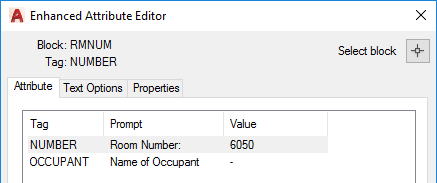 Enhanced Attribute Editor
Block: RMNUM
Tag: NUMBER
Select block
Attribute Text Options Properties
Tag Prompt Value
NUMBER Room Number: 6050
OCCUPANT Name of Occupant -